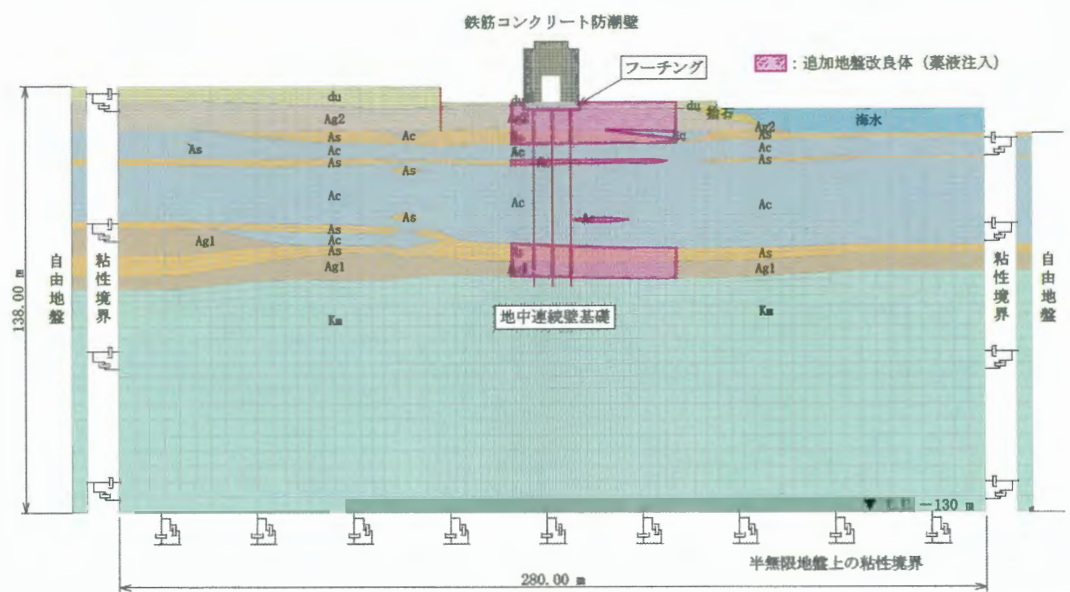 鉄筋コンクリート防潮壁
フーチング
：追加地盤改良体（薬液注入）
du
du
du
捨石
海水
Ag2
Ag2
As
Ac
As
As
Ac
Ac
Ac
As
As
As
Ac
Ac
Ac
As
As
Ag1
Ac
As
As
Ag1
Ag1
Km
Km
地中連続壁基礎
自由地盤
粘性境界
粘性境界
自由地盤
138.00 m
－130 m
半無限地盤上の粘性境界
280.00 m